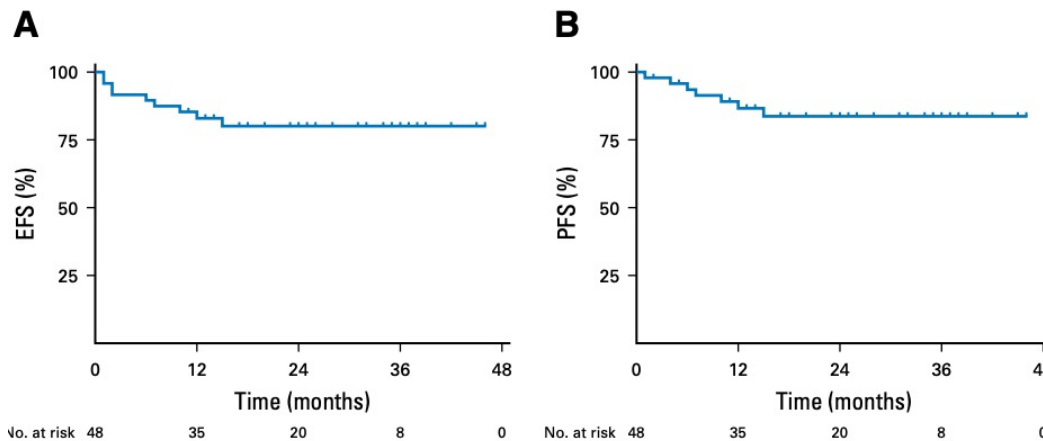 A
100
75
50
25
EFS (%)
0 12 24 36 48
Time (months)
No. at risk 48 35 20 8 0
B
100
75
50
25
PFS (%)
0 12 24 36 4
Time (months)
No. at risk 48 35 20 8 0